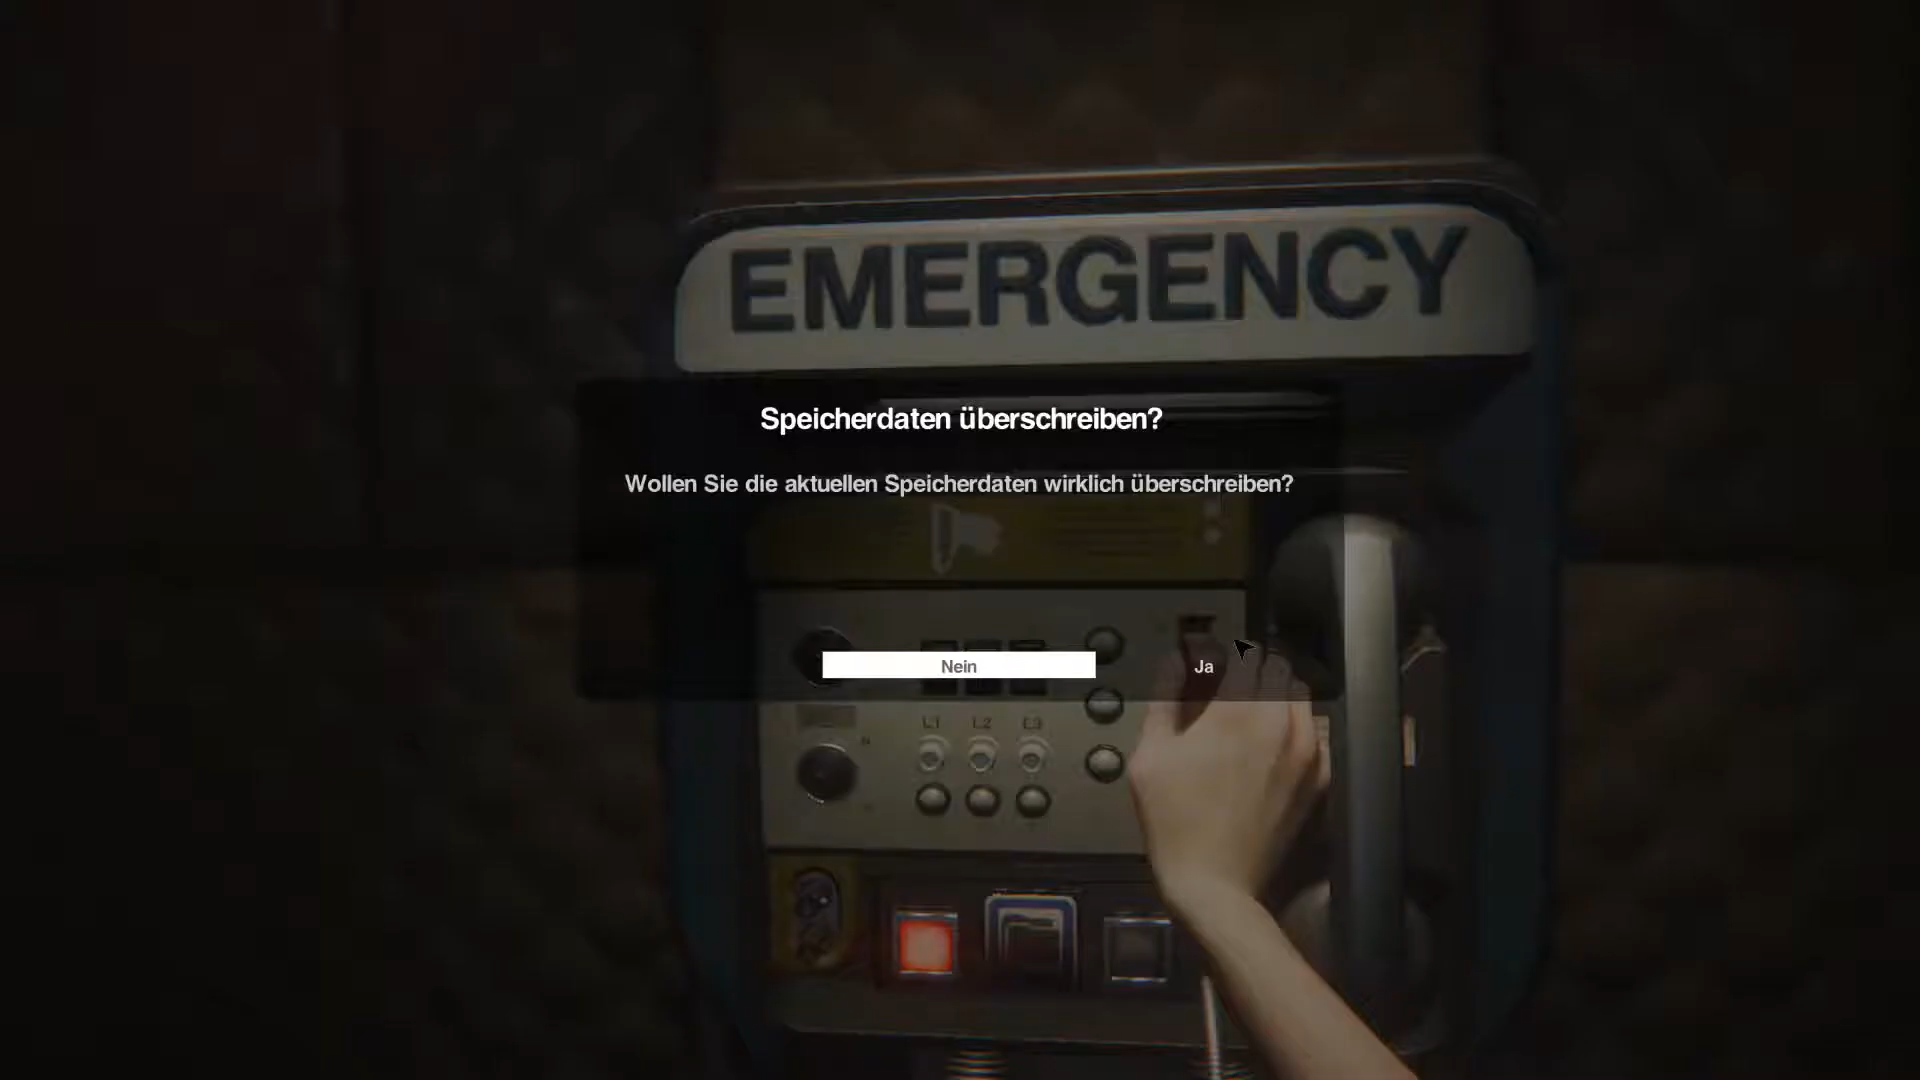 EMERGENCY
Speicherdaten überschreiben?
Wollen Sie die aktuellen Speicherdaten wirklich überschreiben?
Nein
Ja
L1 L2 L3